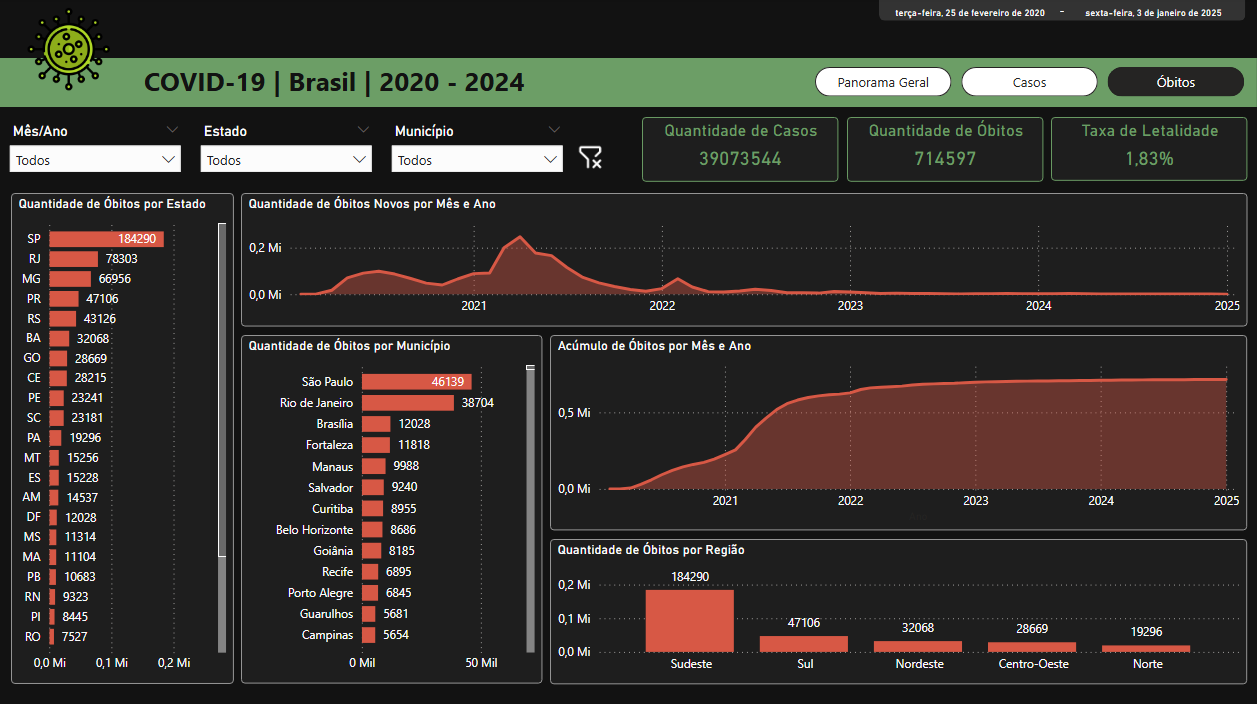 terça-feira, 25 de fevereiro de 2020 - sexta-feira, 3 de janeiro de 2025
COVID-19 | Brasil | 2020 - 2024
Panorama Geral
Casos
Óbitos
Mês/Ano
Todos
Estado
Todos
Município
Todos
Quantidade de Casos
39073544
Quantidade de Óbitos
714597
Taxa de Letalidade
1,83%
Quantidade de Óbitos por Estado
SP 184290
RJ 78303
MG 66956
PR 47106
RS 43126
BA 32068
GO 28669
CE 28215
PE 23241
SC 23181
PA 19296
MT 15256
ES 15228
AM 14537
DF 12028
MS 11314
MA 11104
PB 10683
RN 9323
PI 8445
RO 7527
0,0 Mi 0,1 Mi 0,2 Mi
Quantidade de Óbitos Novos por Mês e Ano
0,2 Mi
0,0 Mi
2021 2022 2023 2024 2025
Quantidade de Óbitos por Município
São Paulo 46139
Rio de Janeiro 38704
Brasília 12028
Fortaleza 11818
Manaus 9988
Salvador 9240
Curitiba 8955
Belo Horizonte 8686
Goiânia 8185
Recife 6895
Porto Alegre 6845
Guarulhos 5681
Campinas 5654
0 Mil 50 Mil
Acúmulo de Óbitos por Mês e Ano
0,5 Mi
0,0 Mi
2021 2022 2023 2024 2025
Quantidade de Óbitos por Região
0,2 Mi
0,1 Mi
0,0 Mi
184290 47106 32068 28669 19296
Sudeste Sul Nordeste Centro-Oeste Norte